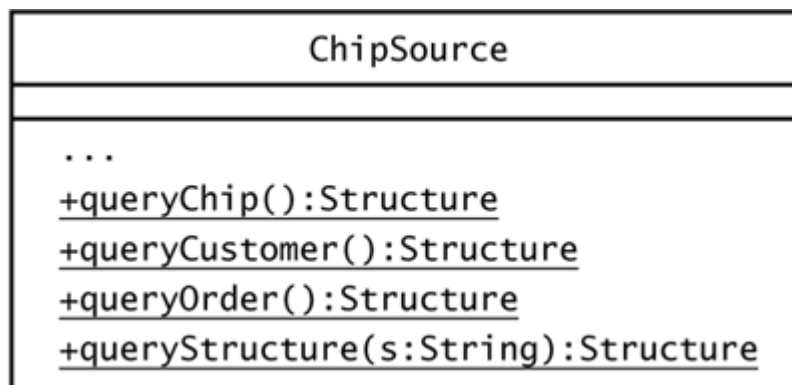 ChipSource
...
+queryChip():Structure
+queryCustomer():Structure
+queryOrder():Structure
+queryStructure(s:String):Structure